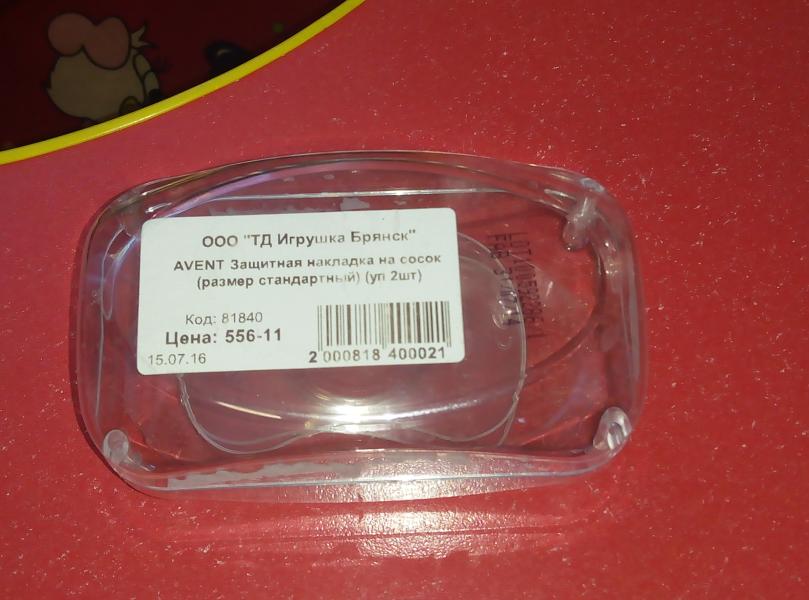 ООО "ТД Игрушка Брянск"
AVENT Защитная накладка на сосок
(размер стандартный) (уп 2шт)
Код: 81840
Цена: 556-11
15.07.16
2 000818 400021
LOT